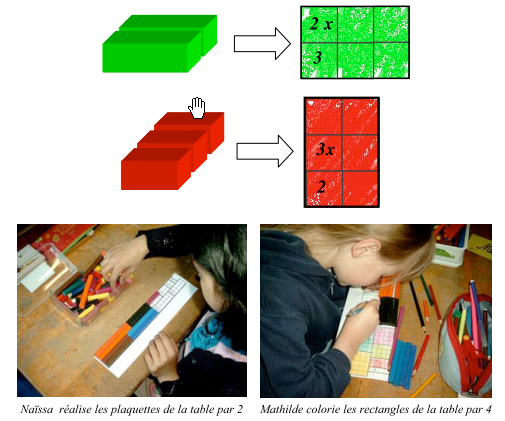 2 x
3
3x
2
Naïssa réalise les plaquettes de la table par 2
Mathilde colorie les rectangles de la table par 4